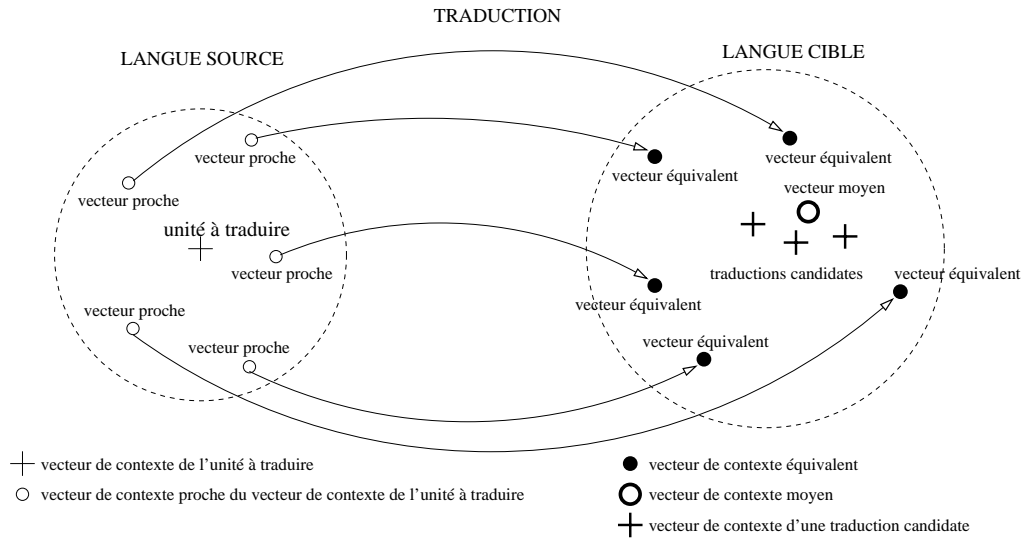 TRADUCTION
LANGUE SOURCE
LANGUE CIBLE
vecteur proche
vecteur équivalent
vecteur équivalent
vecteur proche
vecteur moyen
unité à traduire
vecteur proche
traductions candidates
vecteur équivalent
vecteur proche
vecteur équivalent
vecteur proche
vecteur équivalent
vecteur de contexte de l'unité à traduire
vecteur de contexte proche du vecteur de contexte de l'unité à traduire
vecteur de contexte équivalent
vecteur de contexte moyen
vecteur de contexte d'une traduction candidate